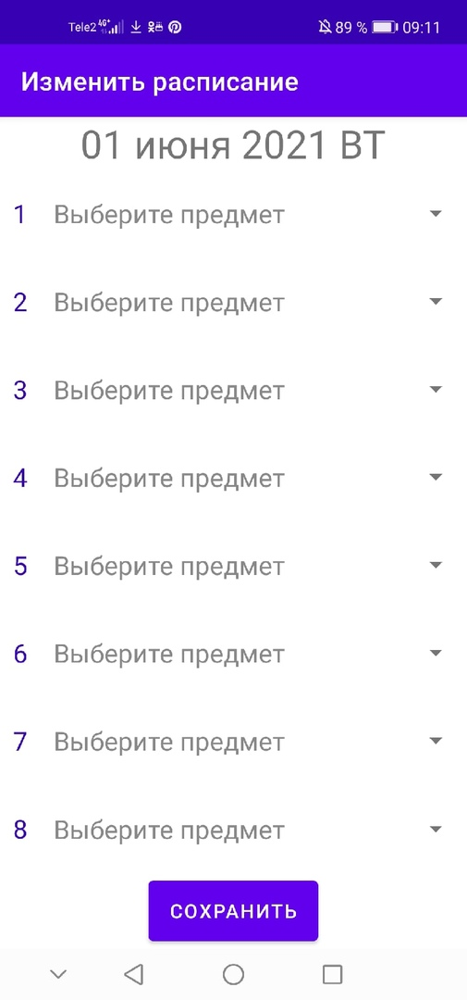 Tele2 4G+ 89 % 09:11
Изменить расписание
01 июня 2021 ВТ
1 Выберите предмет
2 Выберите предмет
3 Выберите предмет
4 Выберите предмет
5 Выберите предмет
6 Выберите предмет
7 Выберите предмет
8 Выберите предмет
СОХРАНИТЬ